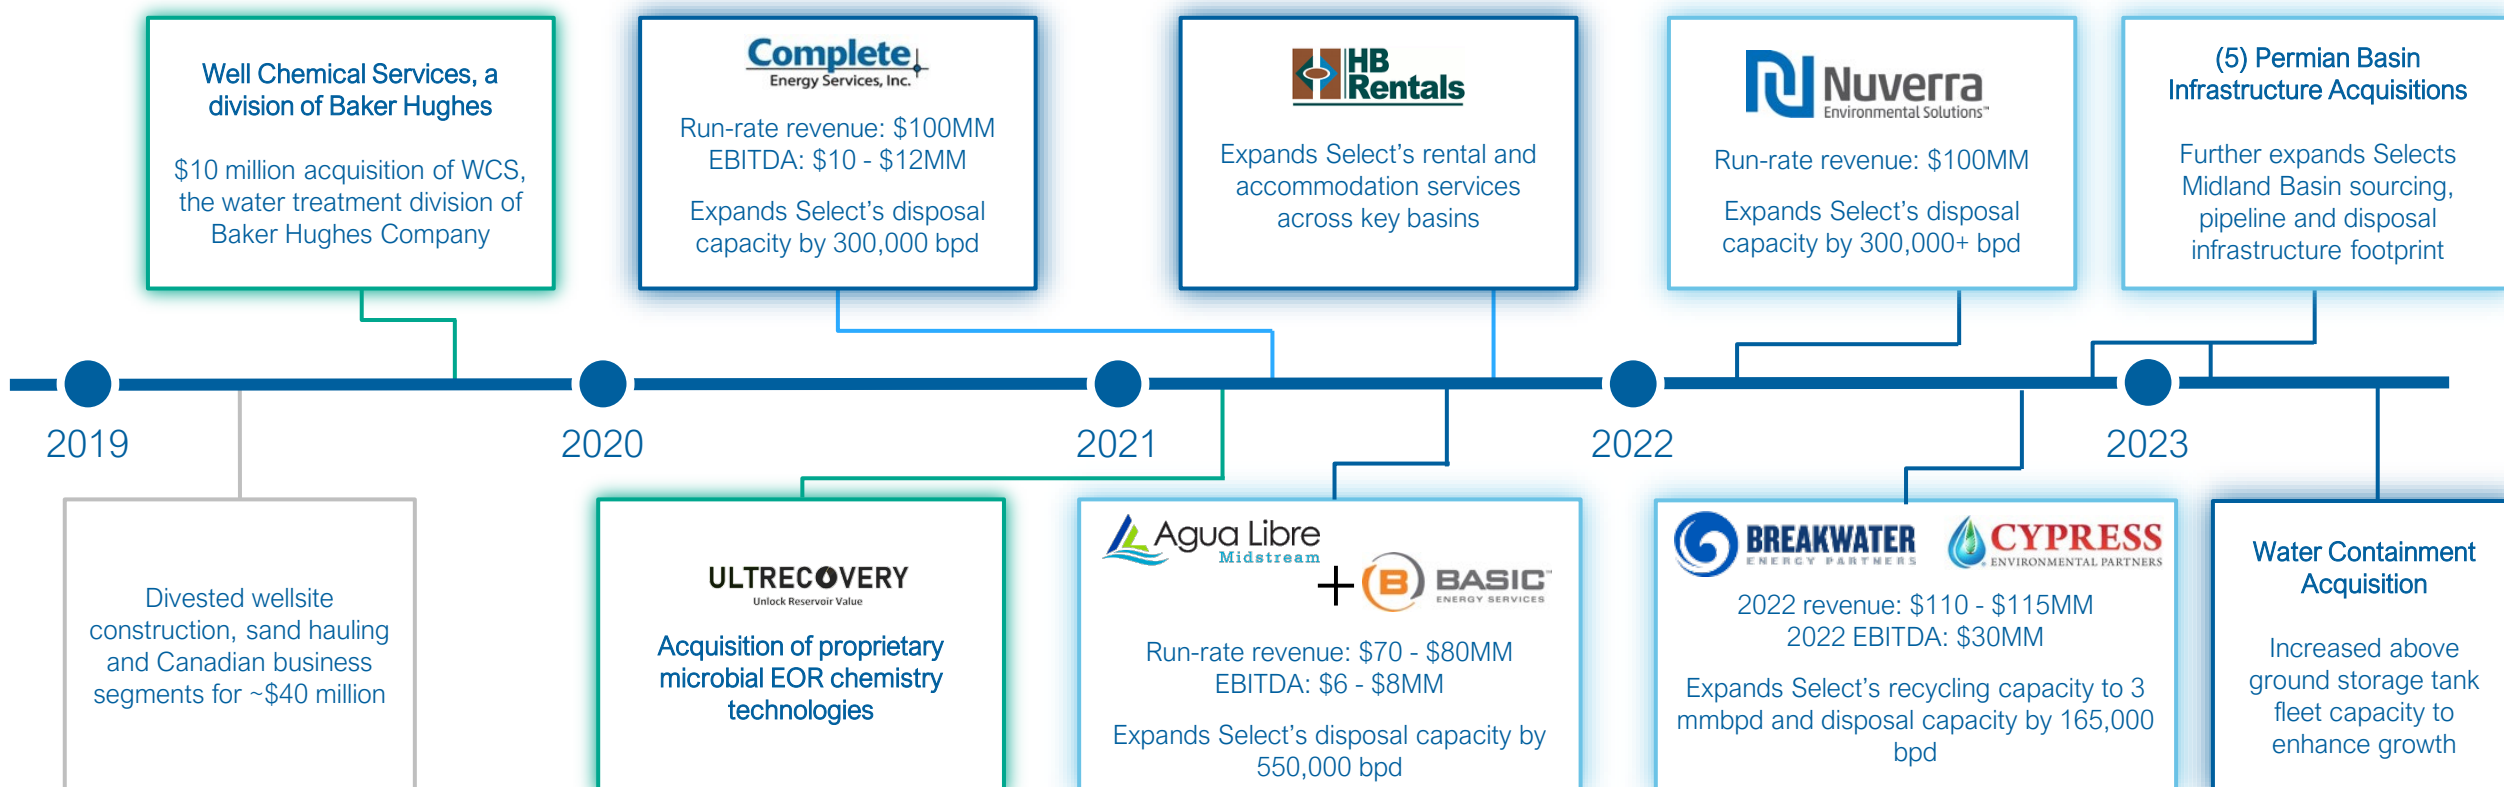 Well Chemical Services, a
division of Baker Hughes
$10 million acquisition of WCS,
the water treatment division of
Baker Hughes Company
Complete
Energy Services, Inc.
Run-rate revenue: $100MM
EBITDA: $10 - $12MM
Expands Select's disposal
capacity by 300,000 bpd
HB
Rentals
Expands Select's rental and
accommodation services
across key basins
Nuverra
Environmental Solutions™
Run-rate revenue: $100MM
Expands Select's disposal
capacity by 300,000+ bpd
(5) Permian Basin
Infrastructure Acquisitions
Further expands Selects
Midland Basin sourcing,
pipeline and disposal
infrastructure footprint
2019
2020
2021
2022
2023
Divested wellsite
construction, sand hauling
and Canadian business
segments for ~$40 million
ULTRECOVERY
Unlock Reservoir Value
Acquisition of proprietary
microbial EOR chemistry
technologies
Agua Libre
Midstream
+
B BASIC™
ENERGY SERVICES
Run-rate revenue: $70 - $80MM
EBITDA: $6 - $8MM
Expands Select's disposal capacity by
550,000 bpd
BREAKWATER
ENERGY PARTNERS
CYPRESS
ENVIRONMENTAL PARTNERS
2022 revenue: $110 - $115MM
2022 EBITDA: $30MM
Expands Select's recycling capacity to 3
mmbpd and disposal capacity by 165,000
bpd
Water Containment
Acquisition
Increased above
ground storage tank
fleet capacity to
enhance growth